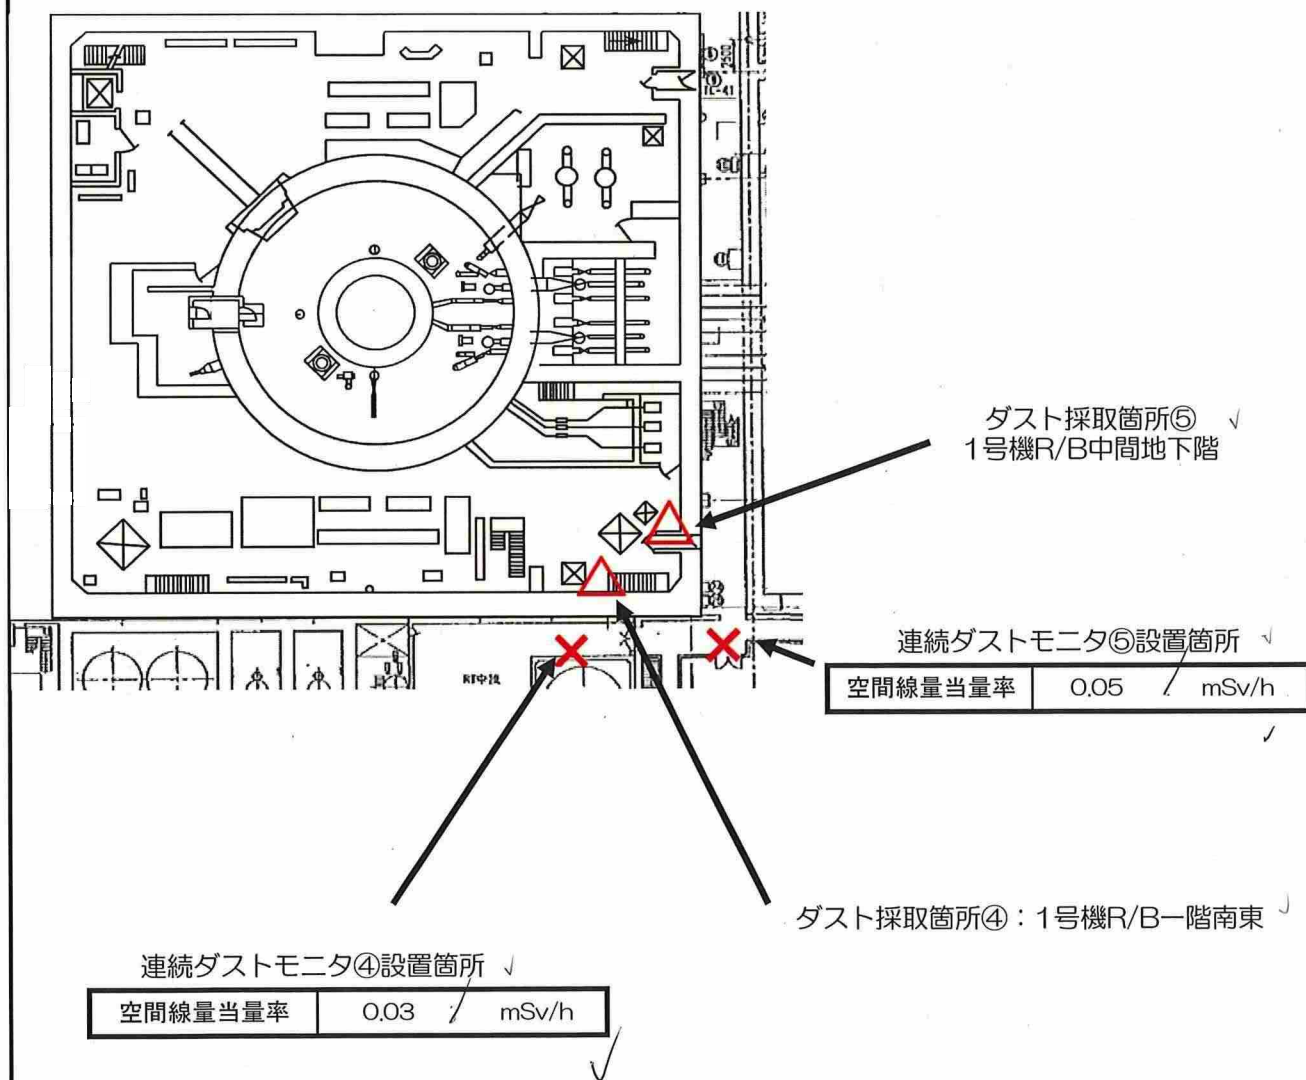 2500
TL-41
ダスト採取箇所⑤
1号機R/B中間地下階
連続ダストモニタ⑤設置箇所
空間線量当量率 0.05 mSv/h
ダスト採取箇所④：1号機R/B一階南東
連続ダストモニタ④設置箇所
空間線量当量率 0.03 mSv/h